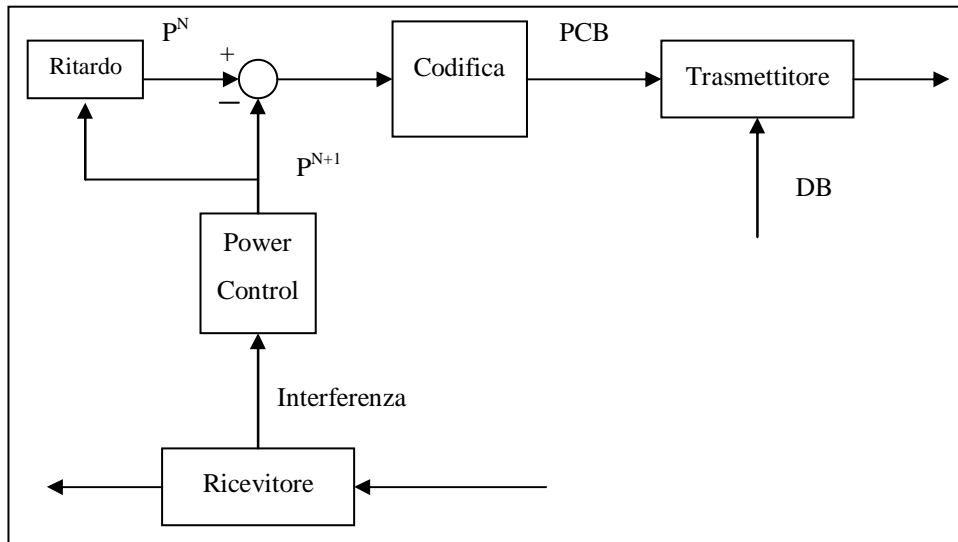 P^N
PCB
+
Ritardo
Codifica
Trasmettitore
–
P^{N+1}
DB
Power
Control
Interferenza
Ricevitore